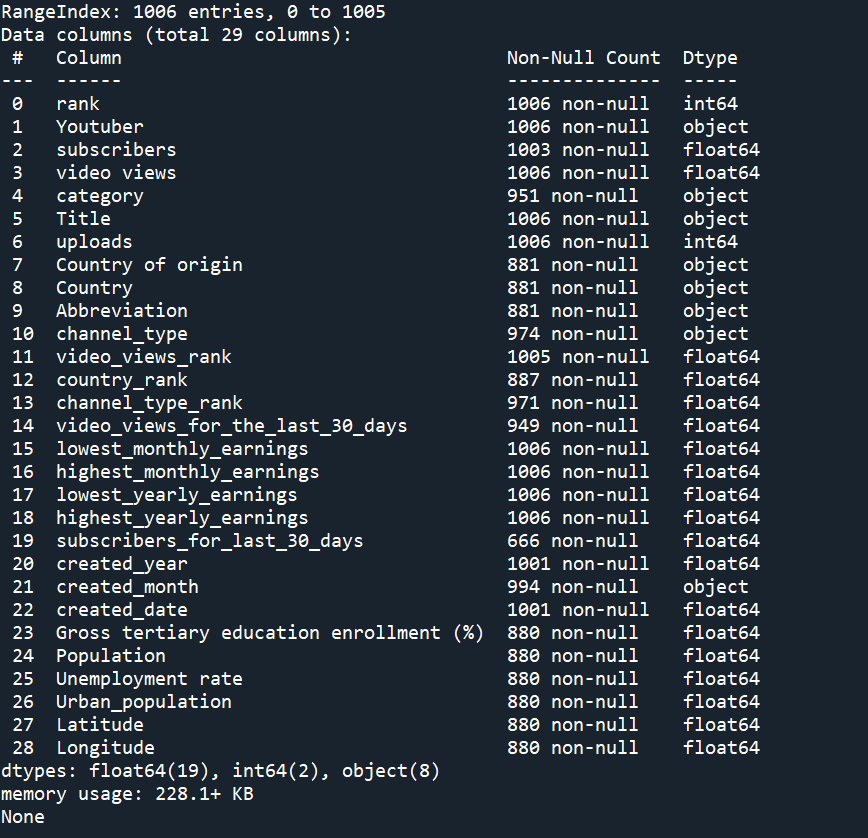 RangeIndex: 1006 entries, 0 to 1005
Data columns (total 29 columns):
 #   Column                                   Non-Null Count  Dtype
---  ------                                   --------------  -----
 0   rank                                     1006 non-null   int64
 1   Youtuber                                 1006 non-null   object
 2   subscribers                              1003 non-null   float64
 3   video views                              1006 non-null   float64
 4   category                                 951 non-null    object
 5   Title                                    1006 non-null   object
 6   uploads                                  1006 non-null   int64
 7   Country of origin                        881 non-null    object
 8   Country                                  881 non-null    object
 9   Abbreviation                             881 non-null    object
 10  channel_type                             974 non-null    object
 11  video_views_rank                         1005 non-null   float64
 12  country_rank                             887 non-null    float64
 13  channel_type_rank                        971 non-null    float64
 14  video_views_for_the_last_30_days         949 non-null    float64
 15  lowest_monthly_earnings                  1006 non-null   float64
 16  highest_monthly_earnings                 1006 non-null   float64
 17  lowest_yearly_earnings                   1006 non-null   float64
 18  highest_yearly_earnings                  1006 non-null   float64
 19  subscribers_for_last_30_days             666 non-null    float64
 20  created_year                             1001 non-null   float64
 21  created_month                            994 non-null    object
 22  created_date                             1001 non-null   float64
 23  Gross tertiary education enrollment (%)  880 non-null    float64
 24  Population                               880 non-null    float64
 25  Unemployment rate                        880 non-null    float64
 26  Urban_population                         880 non-null    float64
 27  Latitude                                 880 non-null    float64
 28  Longitude                                880 non-null    float64
dtypes: float64(19), int64(2), object(8)
memory usage: 228.1+ KB
None